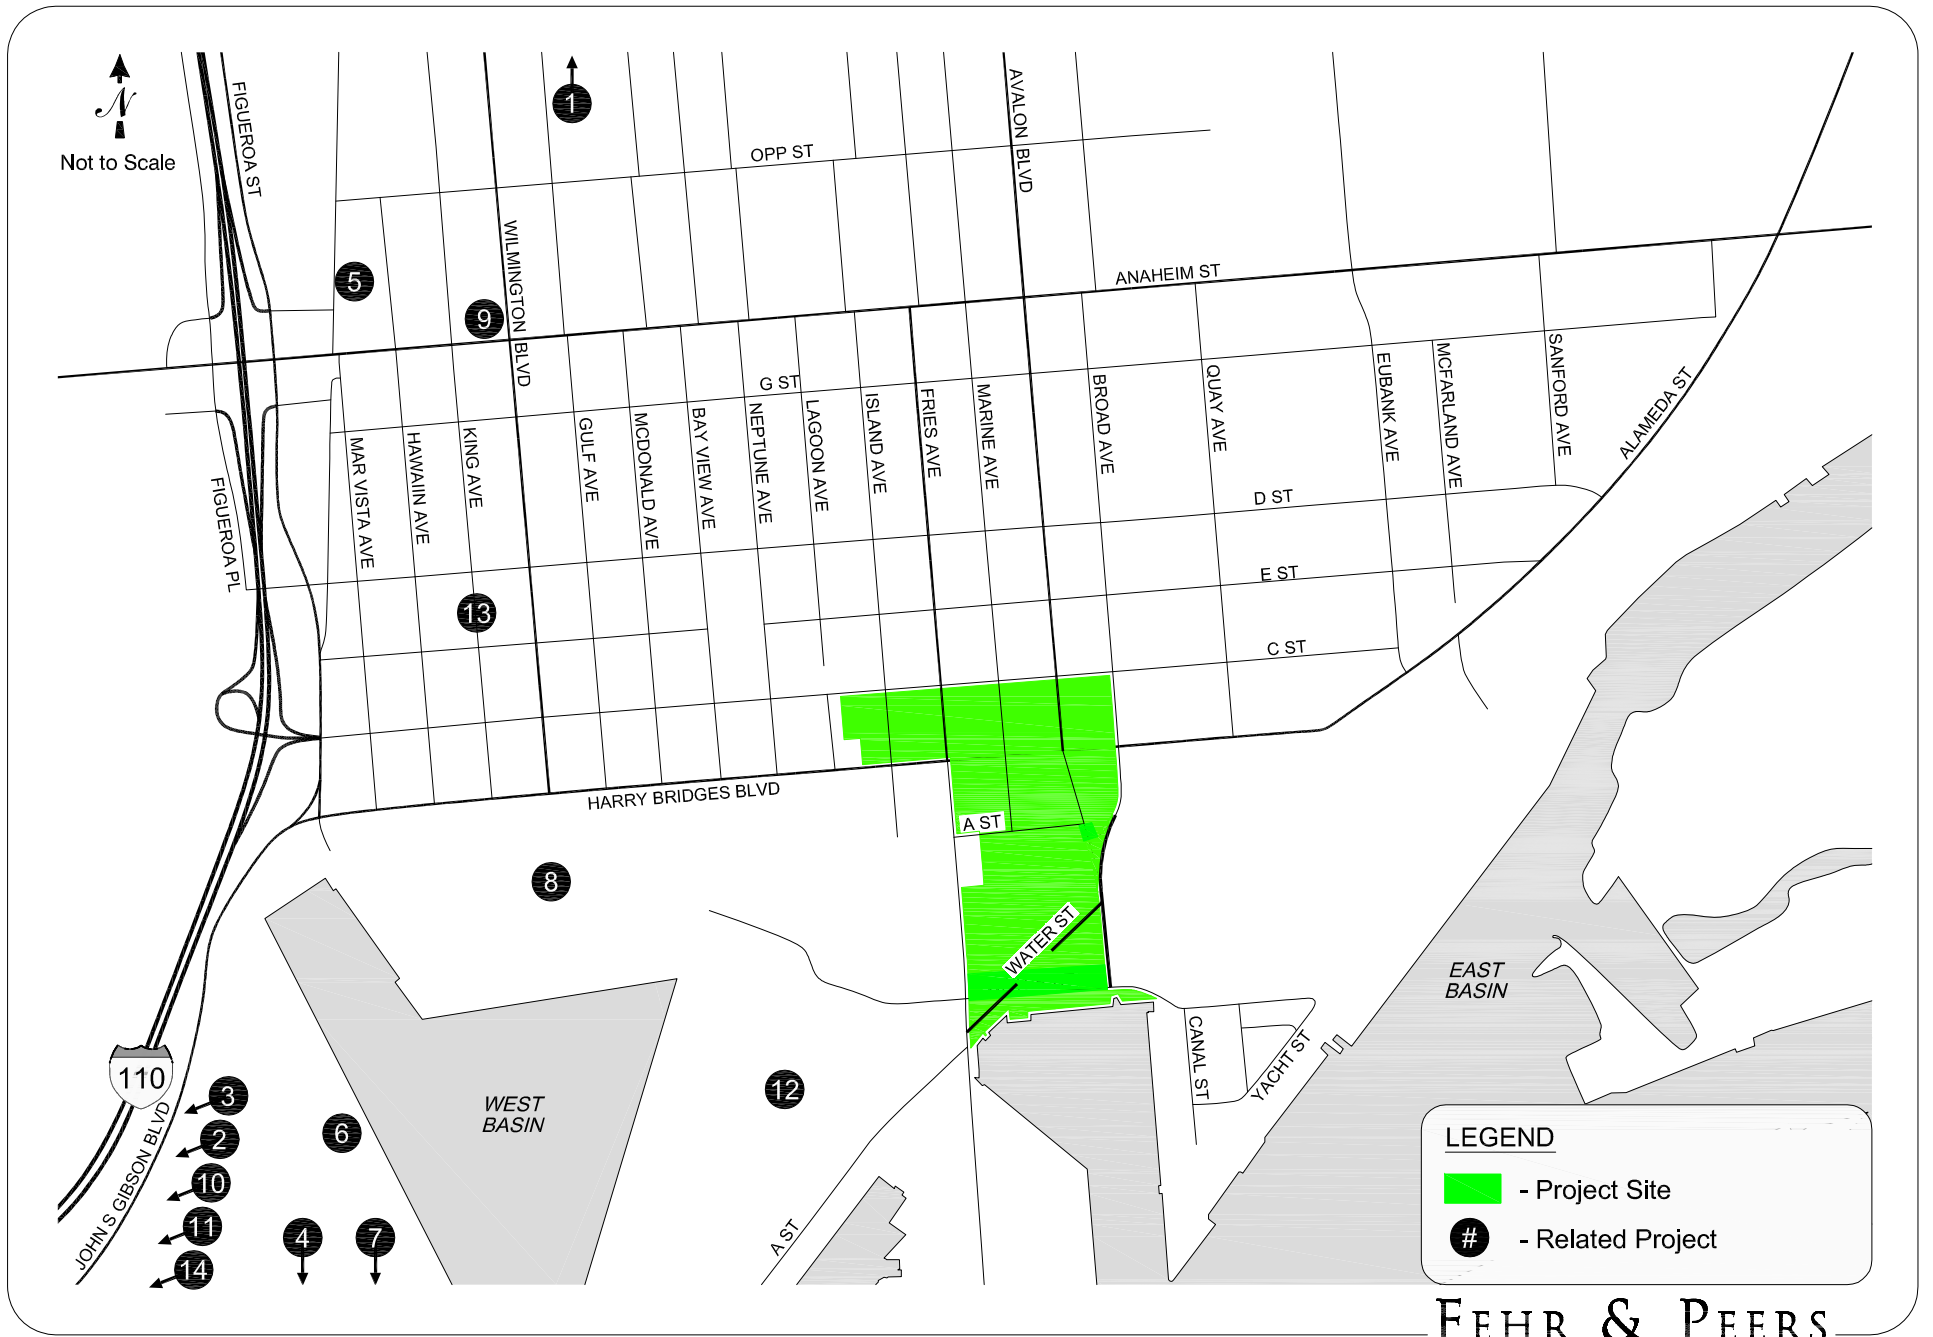 N
Not to Scale
FIGUEROA ST
1
AVALON BLVD
OPP ST
WILMINGTON BLVD
5
9
ANAHEIM ST
G ST
FIGUEROA PL
MAR VISTA AVE
HAWAIIN AVE
KING AVE
GULF AVE
MCDONALD AVE
BAY VIEW AVE
NEPTUNE AVE
LAGOON AVE
ISLAND AVE
FRIES AVE
MARINE AVE
BROAD AVE
QUAY AVE
EUBANK AVE
MCFARLAND AVE
SANFORD AVE
ALAMEDA ST
D ST
E ST
13
C ST
HARRY BRIDGES BLVD
A ST
8
WATER ST
EAST
BASIN
CANAL ST
YACHT ST
110
JOHN S GIBSON BLVD
3
2
10
11
14
6
4
7
WEST
BASIN
12
A ST
LEGEND
- Project Site
# - Related Project
FEHR & PEERS